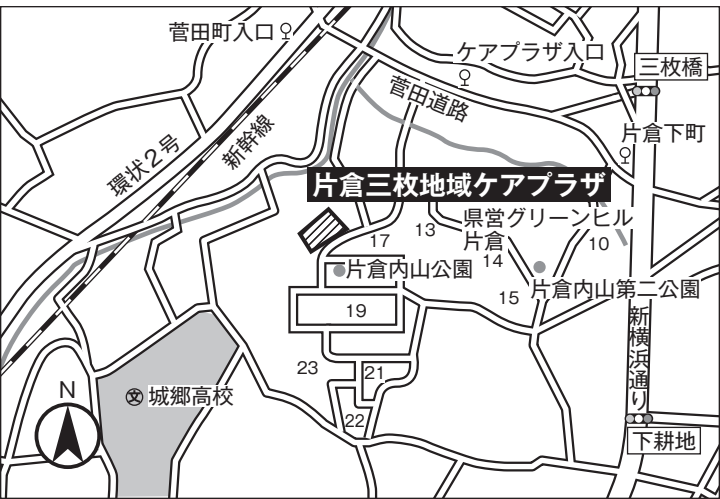 菅田町入口
ケアプラザ入口
三枚橋
菅田道路
環状2号
新幹線
片倉下町
片倉三枚地域ケアプラザ
県営グリーンヒル
片倉
17
13
14
10
片倉内山公園
15
片倉内山第二公園
19
新横浜通り
23
21
22
N
文 城郷高校
下耕地